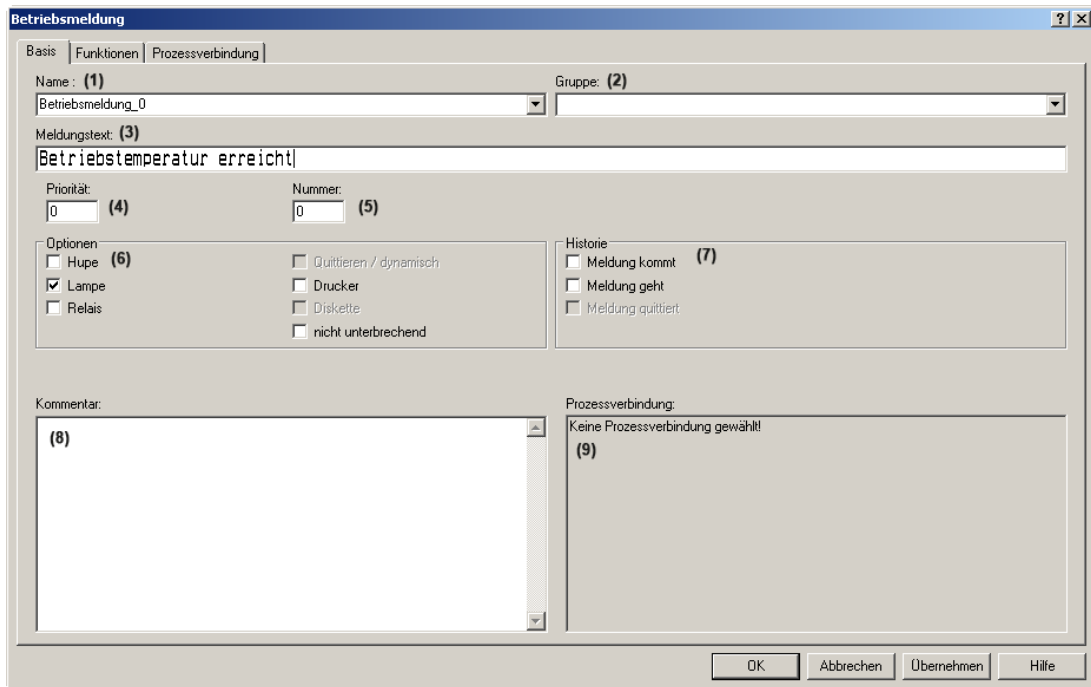 Betriebsmeldung
Basis Funktionen Prozessverbindung
Name : (1) Gruppe: (2)
Betriebsmeldung_0
Meldungstext: (3)
Betriebstemperatur erreicht
Priorität: Nummer:
0 (4) 0 (5)
Optionen Historie
Hupe (6) Quittieren / dynamisch Meldung kommt (7)
Lampe Drucker Meldung geht
Relais Diskette Meldung quittiert
nicht unterbrechend
Kommentar: Prozessverbindung:
(8) Keine Prozessverbindung gewählt!
(9)
OK Abbrechen Übernehmen Hilfe